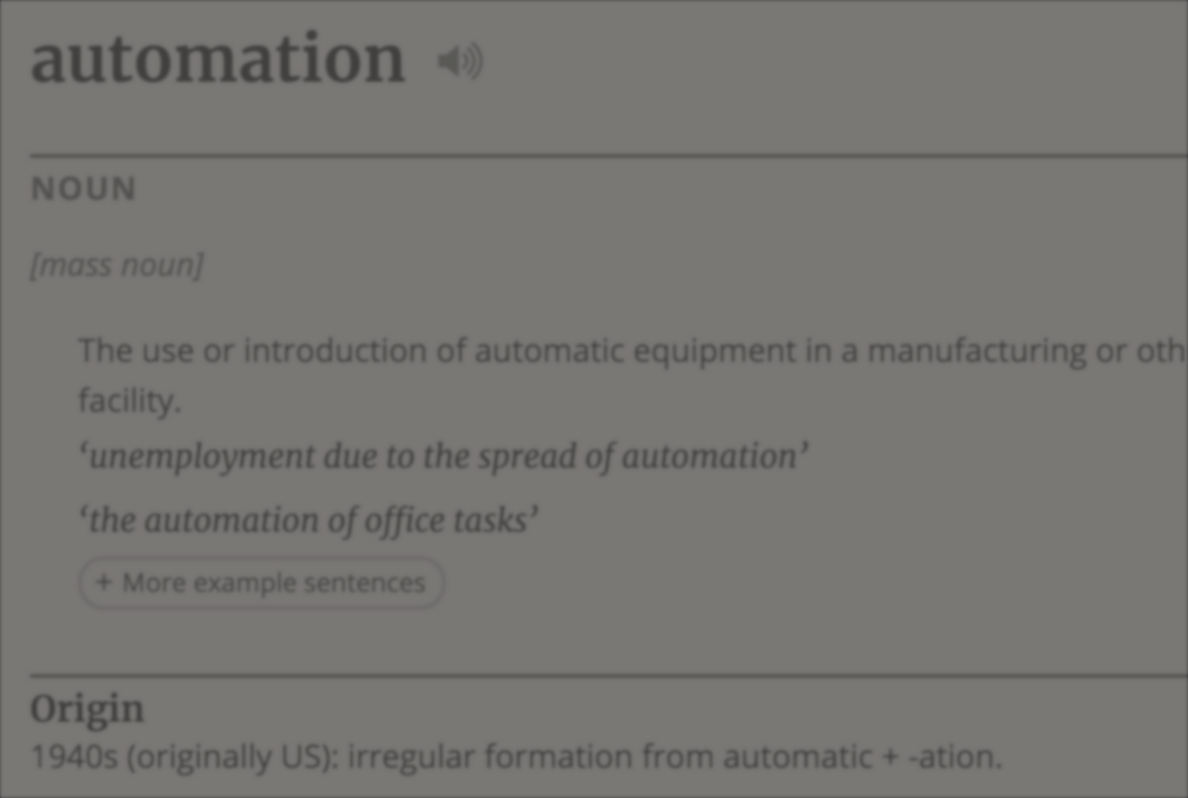 automation
NOUN
[mass noun]
The use or introduction of automatic equipment in a manufacturing or oth
facility.
‘unemployment due to the spread of automation’
‘the automation of office tasks’
+ More example sentences
Origin
1940s (originally US): irregular formation from automatic + -ation.